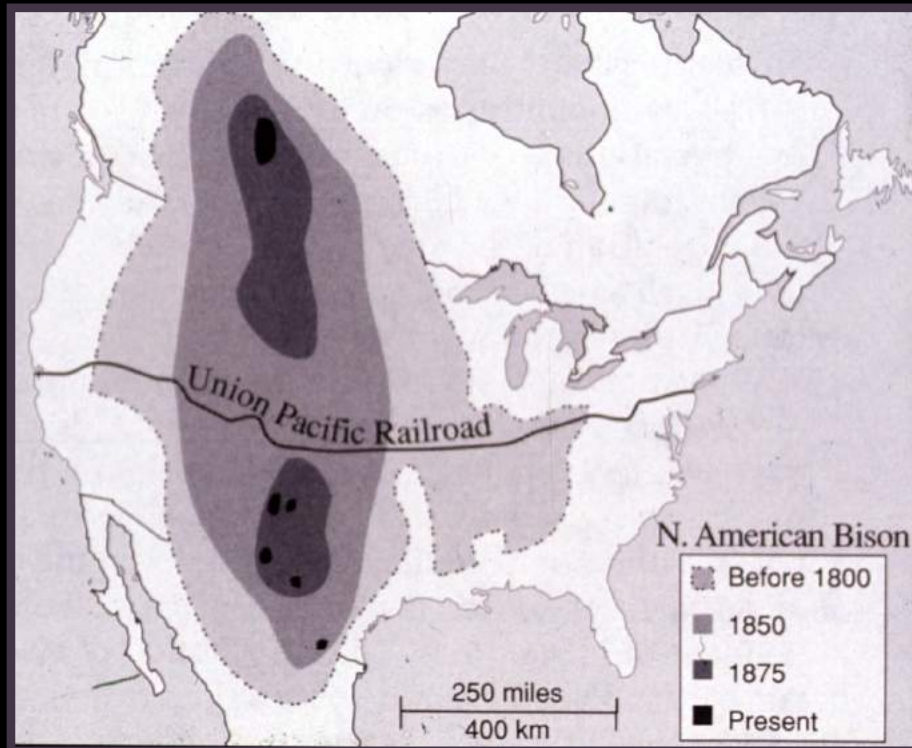 Union Pacific Railroad
N. American Bison
Before 1800
1850
1875
Present
250 miles
400 km